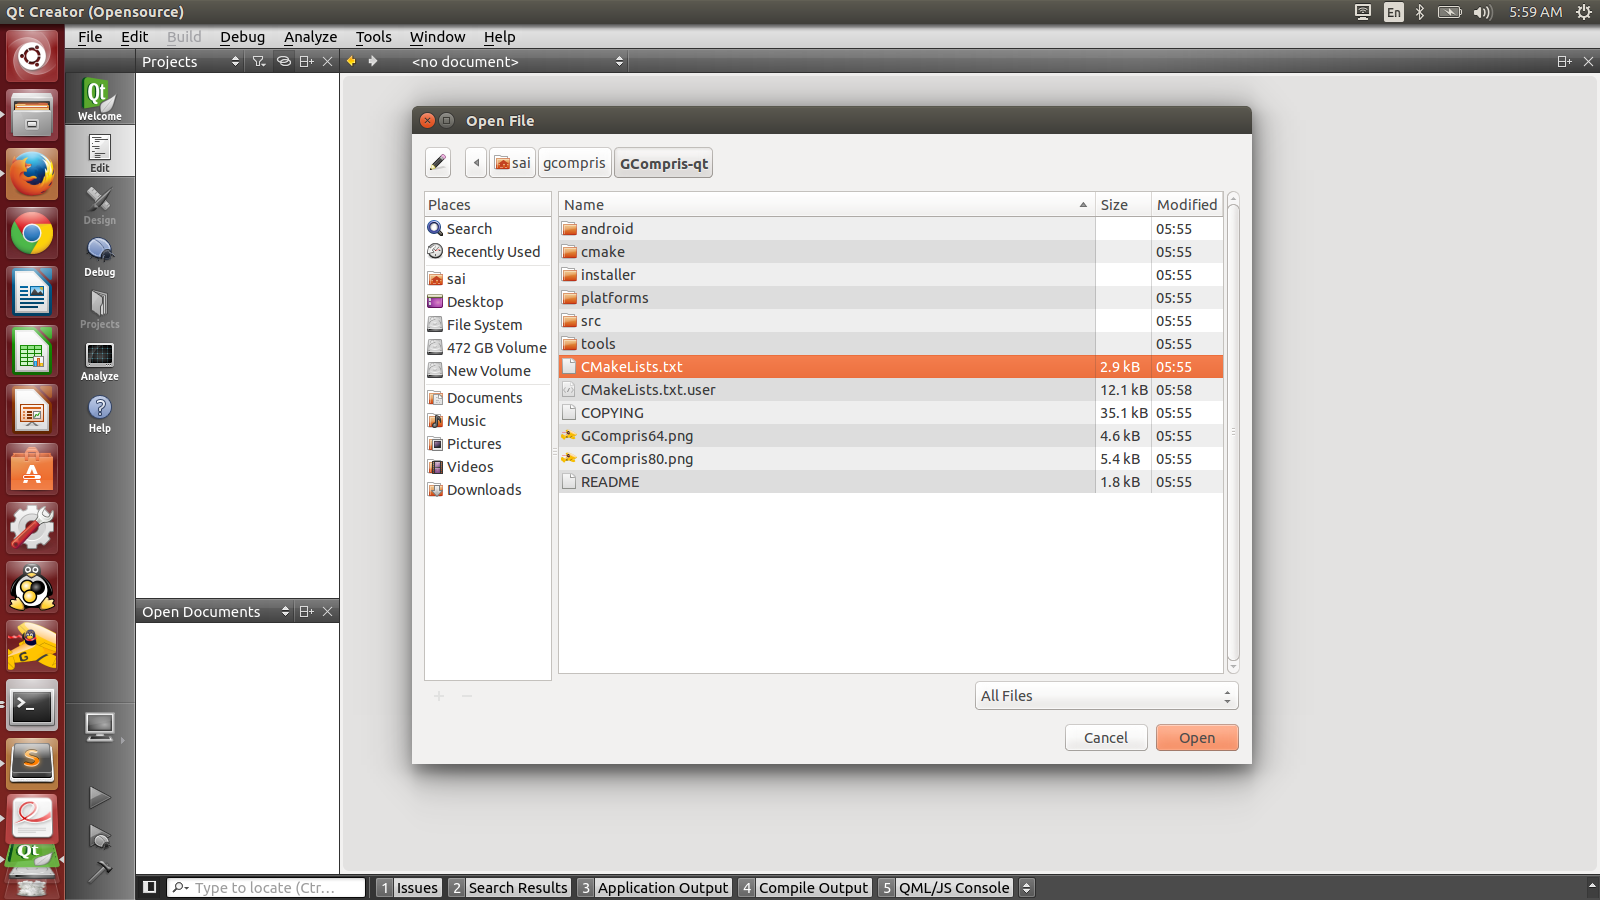 Qt Creator (Opensource)
En
5:59 AM
File Edit Build Debug Analyze Tools Window Help
Projects
<no document>
Qt
Welcome
Edit
Design
Debug
Projects
Analyze
Help
Open Documents
Open File
sai
gcompris
GCompris-qt
Places
Search
Recently Used
sai
Desktop
File System
472 GB Volume
New Volume
Documents
Music
Pictures
Videos
Downloads
Name Size Modified
android 05:55
cmake 05:55
installer 05:55
platforms 05:55
src 05:55
tools 05:55
CMakeLists.txt 2.9 kB 05:55
CMakeLists.txt.user 12.1 kB 05:58
COPYING 35.1 kB 05:55
GCompris64.png 4.6 kB 05:55
GCompris80.png 5.4 kB 05:55
README 1.8 kB 05:55
All Files
Cancel
Open
Qt
Type to locate (Ctr...
1 Issues
2 Search Results
3 Application Output
4 Compile Output
5 QML/JS Console